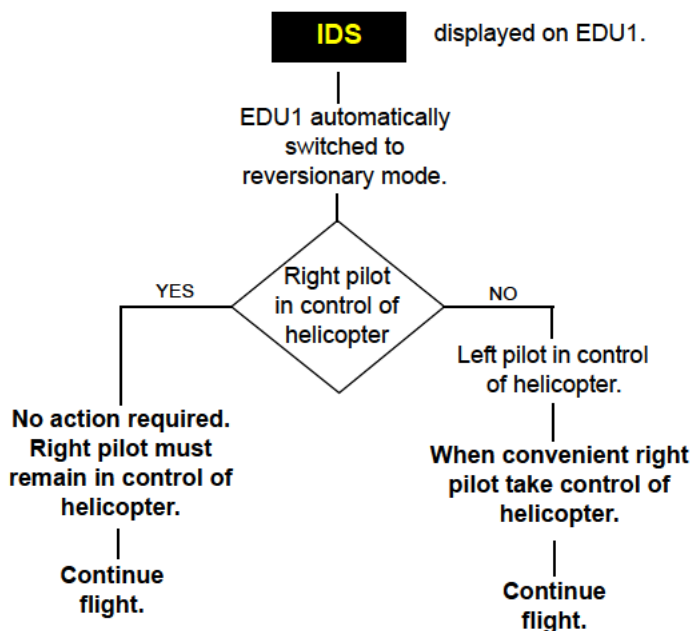 IDS displayed on EDU1.
EDU1 automatically
switched to
reversionary mode.
Right pilot
in control of
helicopter
YES
No action required.
Right pilot must
remain in control of
helicopter.
Continue
flight.
NO
Left pilot in control
of helicopter.
When convenient right
pilot take control of
helicopter.
Continue
flight.